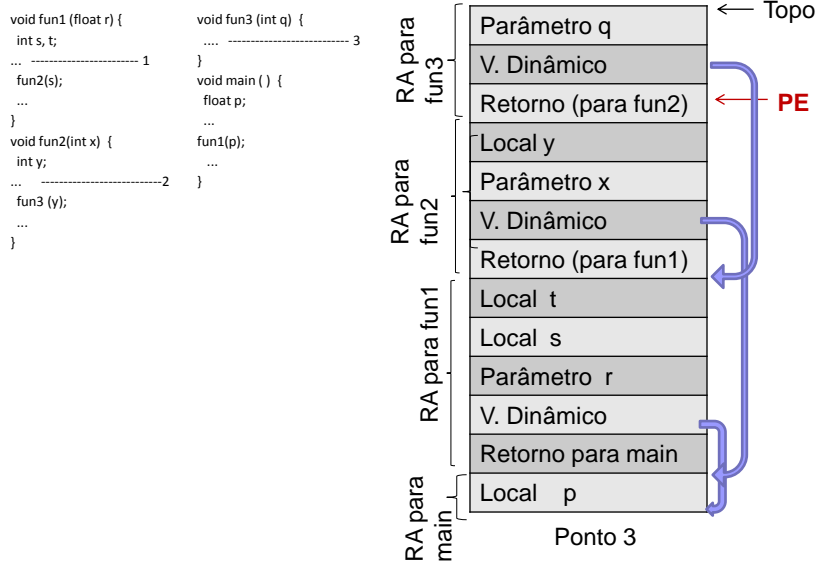 void fun1 (float r) {
int s, t;
... ------------------------ 1
fun2(s);
...
}
void fun2(int x) {
int y;
... ---------------------------2
fun3 (y);
...
}
void fun3 (int q) {
.... --------------------------- 3
}
void main ( ) {
float p;
...
fun1(p);
...
}
RA para
fun3
RA para
fun2
RA para fun1
RA para
main
Parâmetro q
V. Dinâmico
Retorno (para fun2)
Local y
Parâmetro x
V. Dinâmico
Retorno (para fun1)
Local t
Local s
Parâmetro r
V. Dinâmico
Retorno para main
Local p
Topo
PE
Ponto 3